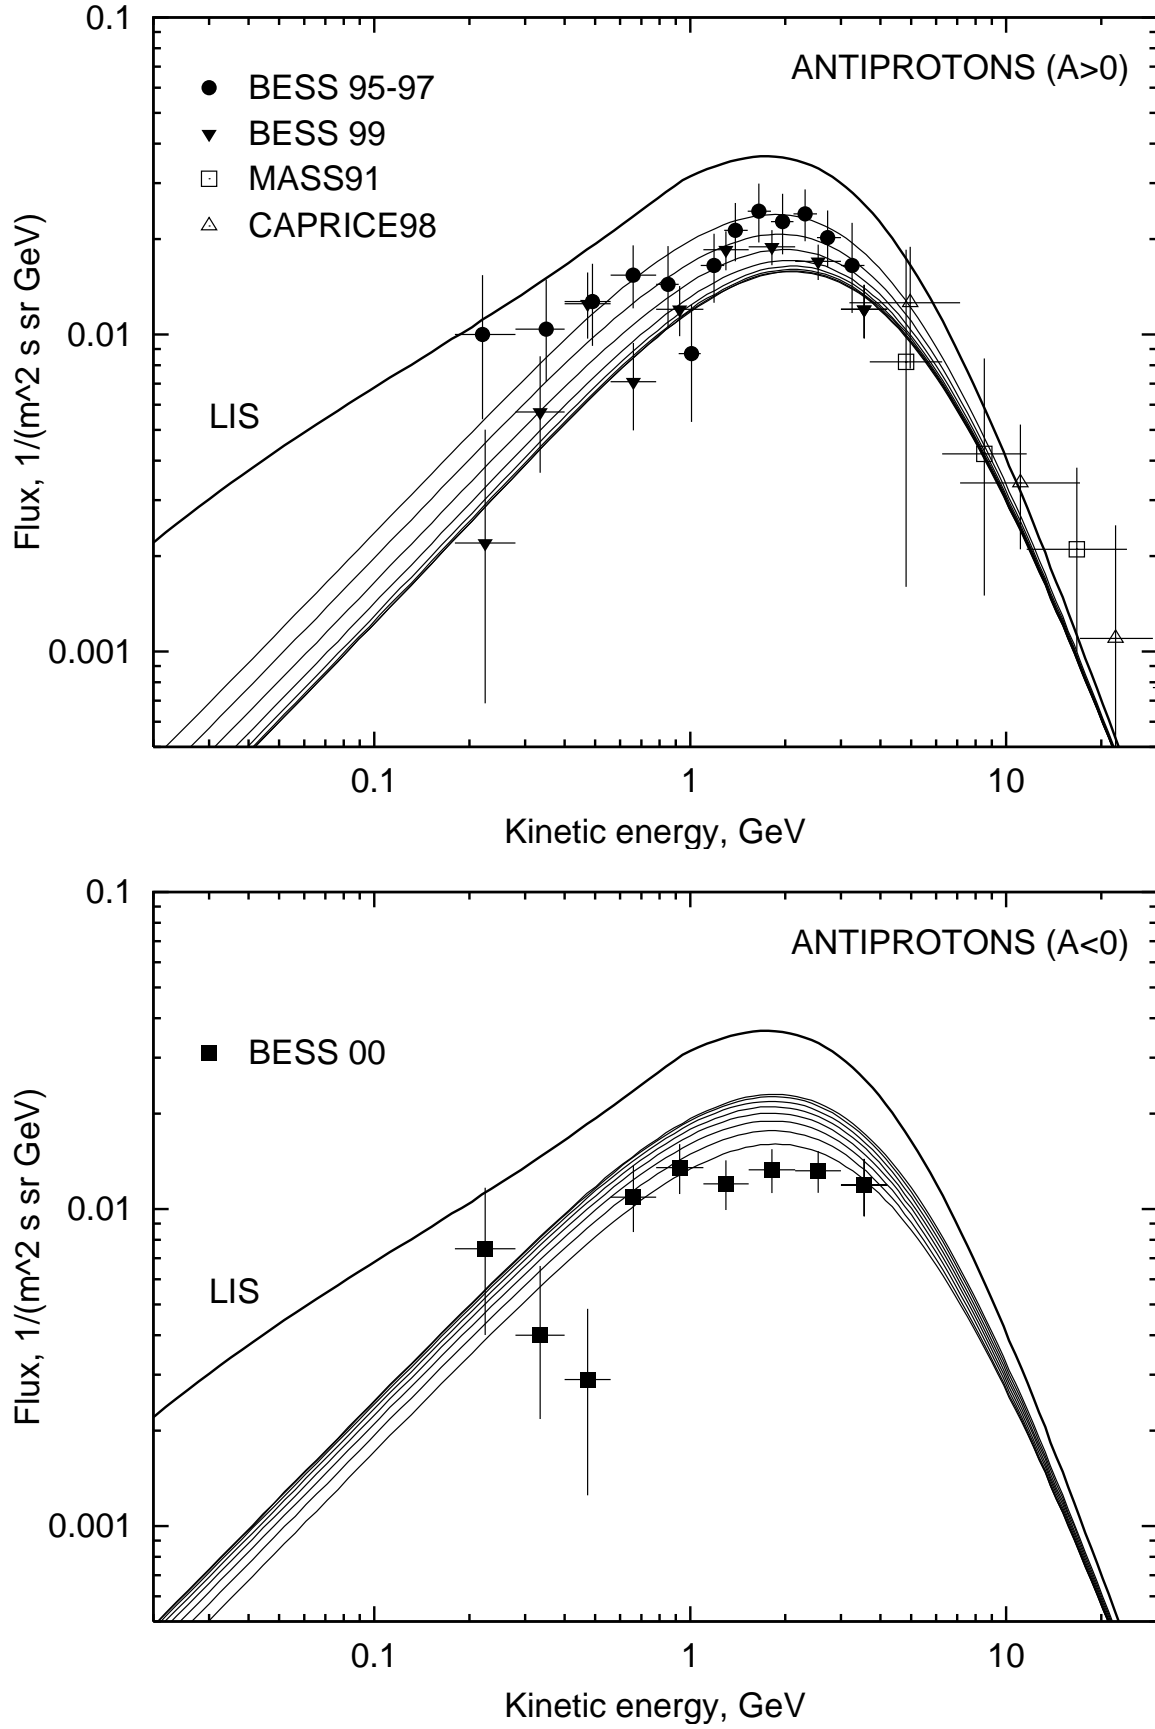 0.1
ANTIPROTONS (A>0)
BESS 95-97
BESS 99
MASS91
CAPRICE98
0.01
LIS
0.001
Flux, 1/(m^2 s sr GeV)
0.1 1 10
Kinetic energy, GeV
0.1
ANTIPROTONS (A<0)
BESS 00
0.01
LIS
0.001
Flux, 1/(m^2 s sr GeV)
0.1 1 10
Kinetic energy, GeV